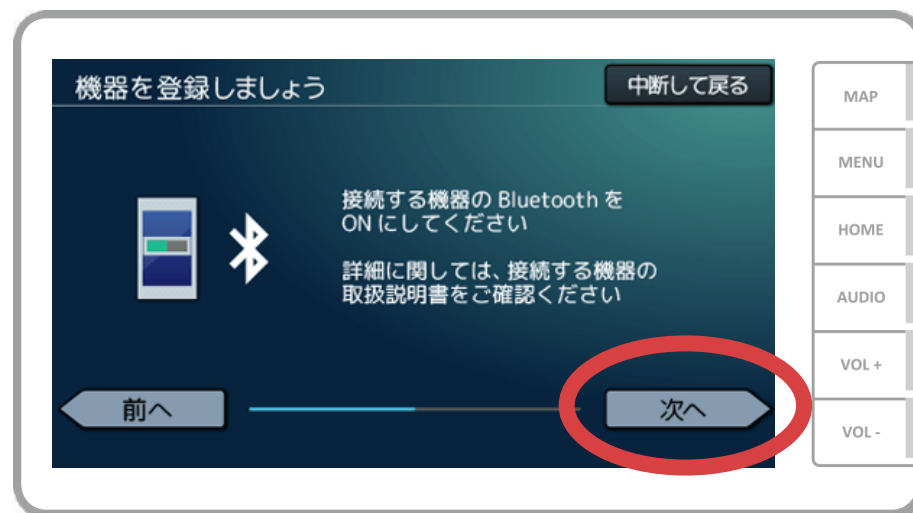 機器を登録しましょう
中断して戻る
接続する機器の Bluetooth を
ON にしてください
詳細に関しては、接続する機器の
取扱説明書をご確認ください
前へ
次へ
MAP
MENU
HOME
AUDIO
VOL +
VOL -